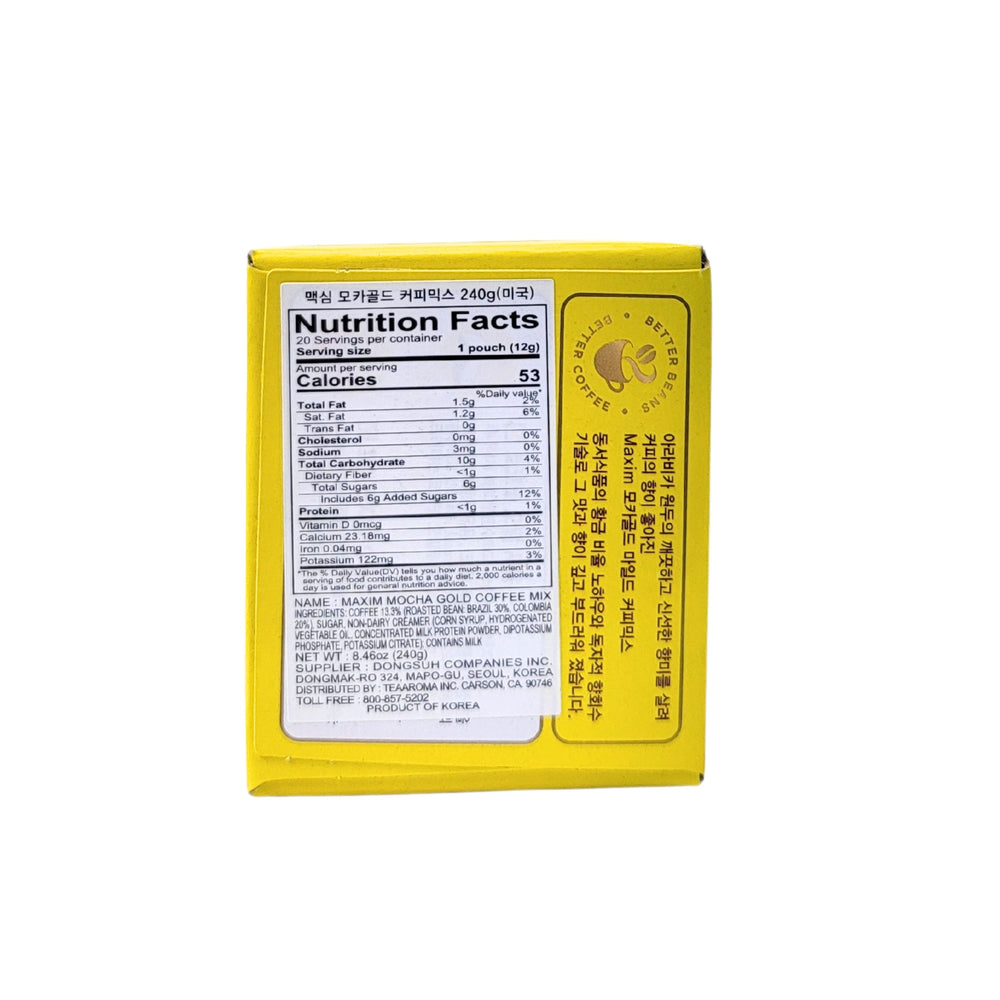 맥심 모카골드 커피믹스 240g(미국)
Nutrition Facts
20 Servings per container
Serving size 1 pouch (12g)
Amount per serving
Calories 53
%Daily value*
Total Fat 1.5g 2%
Sat. Fat 1.2g 6%
Trans Fat 0g
Cholesterol 0mg 0%
Sodium 3mg 0%
Total Carbohydrate 10g 4%
Dietary Fiber <1g 1%
Total Sugars 6g
Includes 6g Added Sugars 12%
Protein <1g 1%
Vitamin D 0mcg 0%
Calcium 23.18mg 2%
Iron 0.04mg 0%
Potassium 122mg 3%
*The % Daily Value(DV) tells you how much a nutrient in a
serving of food contributes to a daily diet. 2,000 calories a
day is used for general nutrition advice.
NAME : MAXIM MOCHA GOLD COFFEE MIX
INGREDIENTS: COFFEE 13.3% (ROASTED BEAN: BRAZIL 30%, COLOMBIA
20%), SUGAR, NON-DAIRY CREAMER (CORN SYRUP, HYDROGENATED
VEGETABLE OIL, CONCENTRATED MILK PROTEIN POWDER, DIPOTASSIUM
PHOSPHATE, POTASSIUM CITRATE). CONTAINS MILK
NET WT : 8.46oz (240g)
SUPPLIER : DONGSUH COMPANIES INC.
DONGMAK-RO 324, MAPO-GU, SEOUL, KOREA
DISTRIBUTED BY : TEAAROMA INC. CARSON, CA. 90746
TOLL FREE : 800-857-5202
PRODUCT OF KOREA
BETTER BEANS • BETTER COFFEE •
아라비카 원두의 깨끗하고 신선한 향미를 살려
커피의 향이 좋아진
Maxim 모카골드 마일드 커피믹스
동서식품의 황금 비율 노하우와 독자적 향회수
기술로 그 맛과 향이 깊고 부드러워 졌습니다.